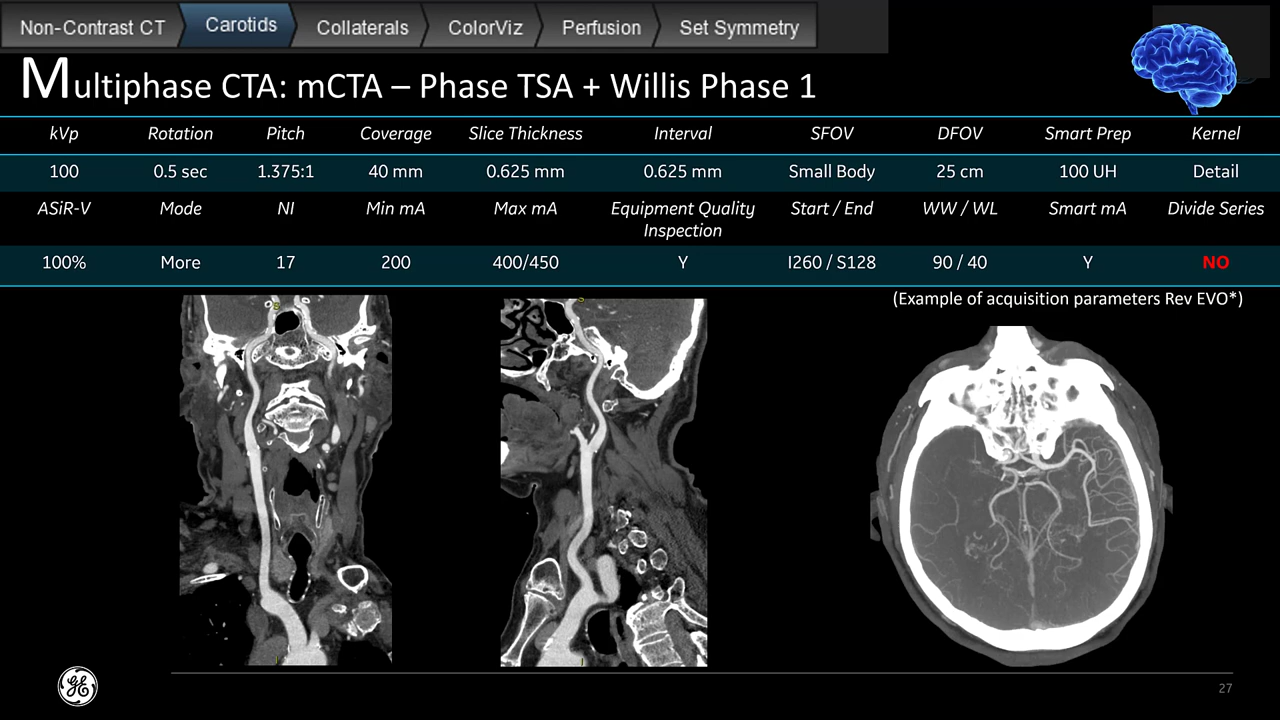 Non-Contrast CT Carotids Collaterals ColorViz Perfusion Set Symmetry
Multiphase CTA: mCTA – Phase TSA + Willis Phase 1
kVp Rotation Pitch Coverage Slice Thickness Interval SFOV DFOV Smart Prep Kernel
100 0.5 sec 1.375:1 40 mm 0.625 mm 0.625 mm Small Body 25 cm 100 UH Detail
ASiR-V Mode NI Min mA Max mA Equipment Quality Start / End WW / WL Smart mA Divide Series
Inspection
100% More 17 200 400/450 Y I260 / S128 90 / 40 Y NO
(Example of acquisition parameters Rev EVO*)
GE
27